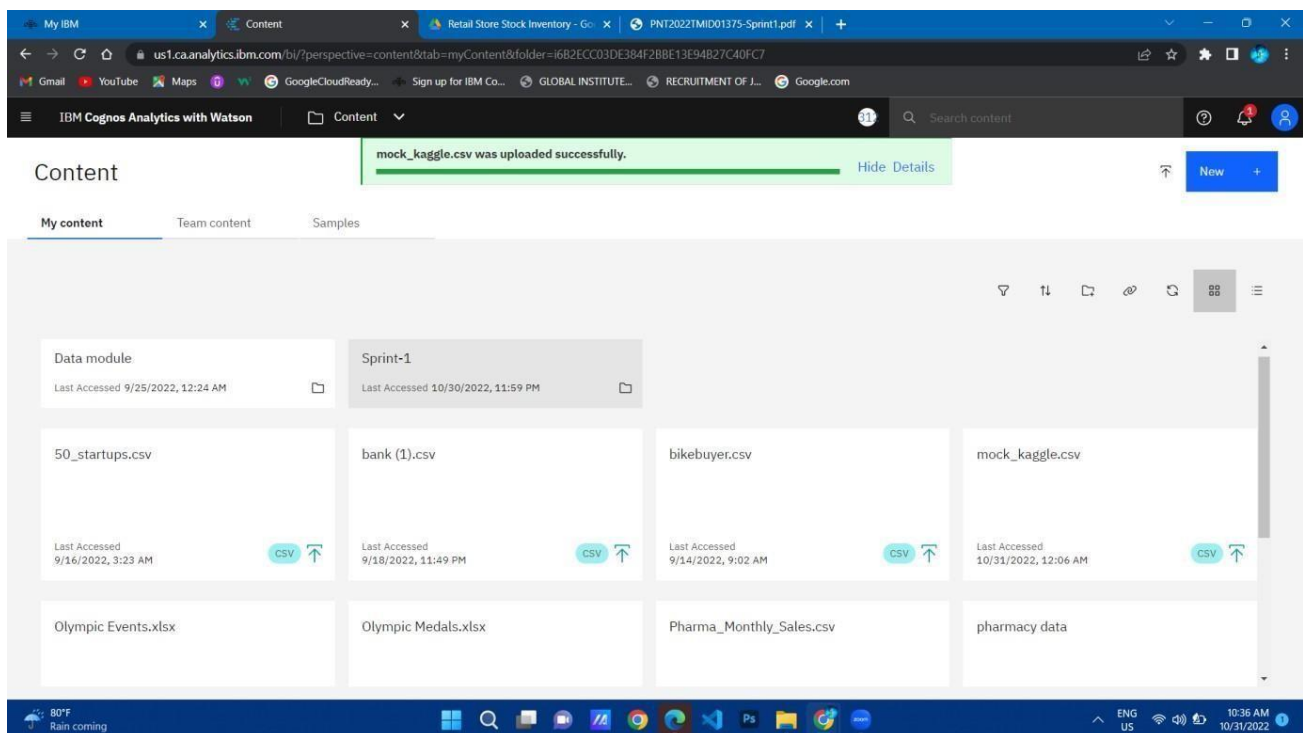 My IBM
Content
Retail Store Stock Inventory - Go
PNT2022TMID01375-Sprint1.pdf
us1.ca.analytics.ibm.com/bi/?perspective=content&tab=myContent&folder=i6B2ECC03DE384F2BBE13E94B27C40FC7
Gmail
YouTube
Maps
GoogleCloudReady...
Sign up for IBM Co...
GLOBAL INSTITUTE...
RECRUITMENT OF J...
Google.com
IBM Cognos Analytics with Watson
Content
Search content
1
mock_kaggle.csv was uploaded successfully.
Hide Details
Content
New +
My content
Team content
Samples
Data module
Last Accessed 9/25/2022, 12:24 AM
Sprint-1
Last Accessed 10/30/2022, 11:59 PM
50_startups.csv
Last Accessed
9/16/2022, 3:23 AM
CSV
bank (1).csv
Last Accessed
9/18/2022, 11:49 PM
CSV
bikebuyer.csv
Last Accessed
9/14/2022, 9:02 AM
CSV
mock_kaggle.csv
Last Accessed
10/31/2022, 12:06 AM
CSV
Olympic Events.xlsx
Olympic Medals.xlsx
Pharma_Monthly_Sales.csv
pharmacy data
80°F
Rain coming
Ps
zoom
ENG
US
10:36 AM
10/31/2022
1